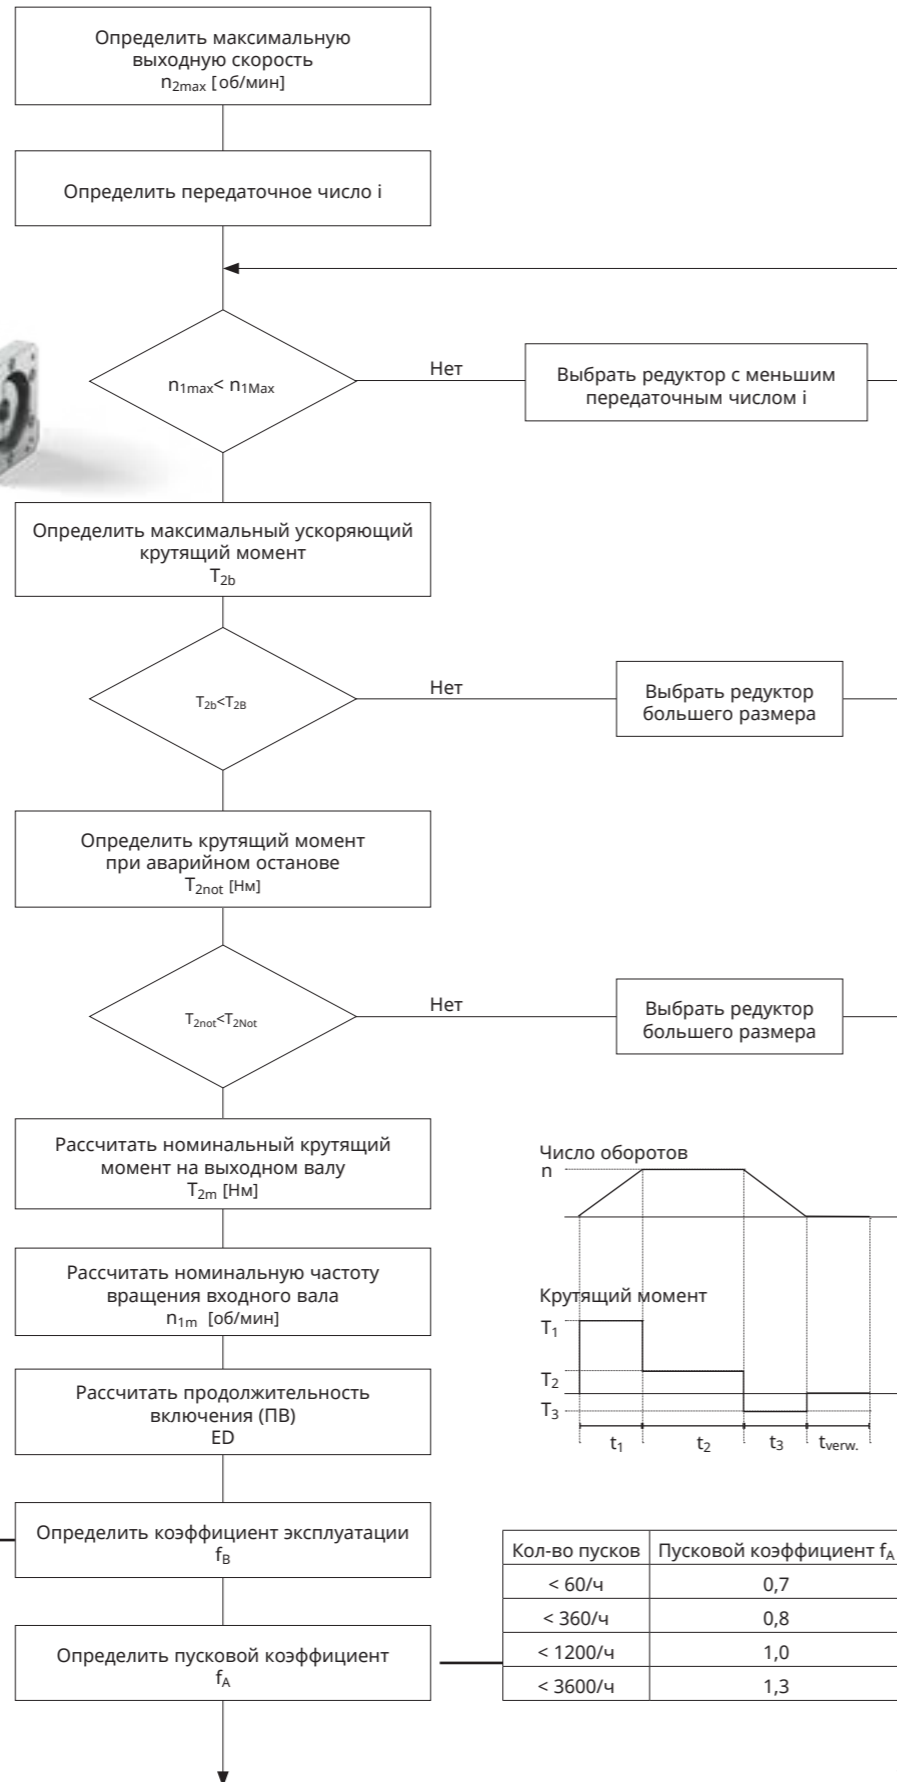 Определить максимальную
выходную скорость
n2max [об/мин]
Определить передаточное число i
n1max< n1Max
Нет
Выбрать редуктор с меньшим
передаточным числом i
Определить максимальный ускоряющий
крутящий момент
T2b
T2b<T2B
Нет
Выбрать редуктор
большего размера
Определить крутящий момент
при аварийном останове
T2not [Нм]
T2not<T2Not
Нет
Выбрать редуктор
большего размера
Рассчитать номинальный крутящий
момент на выходном валу
T2m [Нм]
Рассчитать номинальную частоту
вращения входного вала
n1m [об/мин]
Рассчитать продолжительность
включения (ПВ)
ED
Число оборотов
n
Крутящий момент
T1
T2
T3
t1 t2 t3 tverw.
Определить коэффициент эксплуатации
fB
Определить пусковой коэффициент
fA
Кол-во пусков Пусковой коэффициент fA
< 60/ч 0,7
< 360/ч 0,8
< 1200/ч 1,0
< 3600/ч 1,3